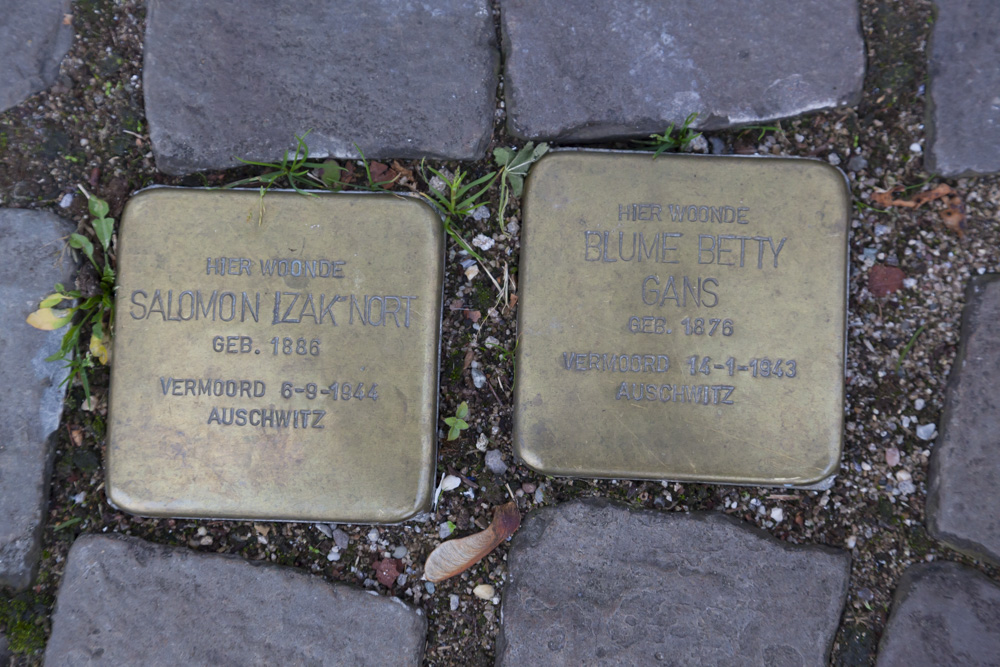 HIER WOONDE
SALOMON "IZAK" NORT
GEB. 1886
VERMOORD 6-9-1944
AUSCHWITZ
HIER WOONDE
BLUME BETTY
GANS
GEB. 1876
VERMOORD 14-1-1943
AUSCHWITZ